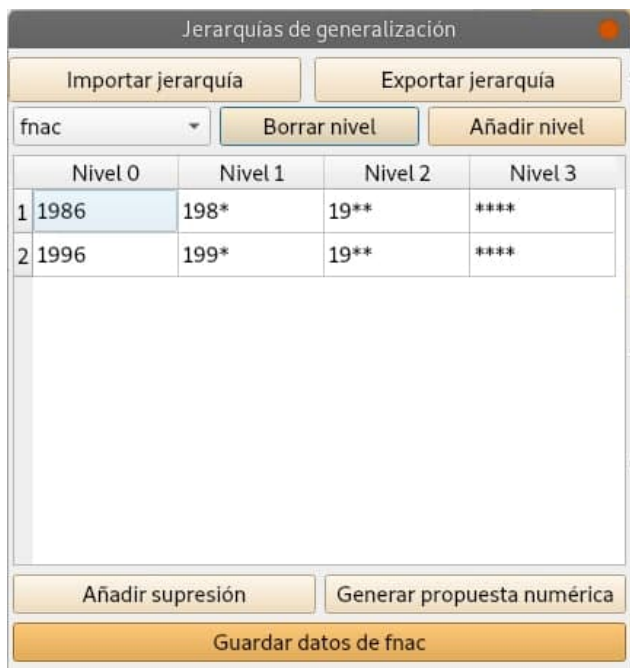 Jerarquías de generalización
Importar jerarquía Exportar jerarquía
fnac Borrar nivel Añadir nivel
Nivel 0 Nivel 1 Nivel 2 Nivel 3
1 1986 198* 19** ****
2 1996 199* 19** ****
Añadir supresión Generar propuesta numérica
Guardar datos de fnac